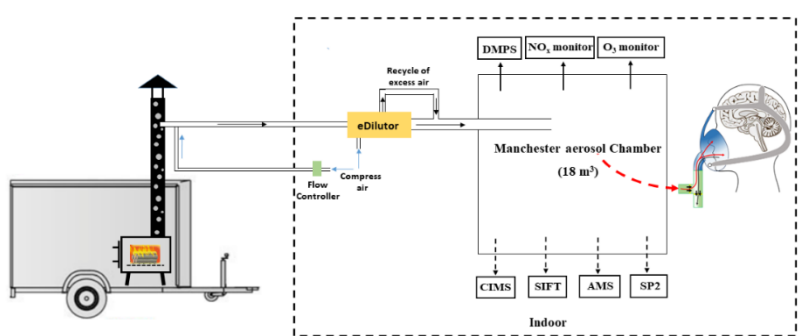 DMPS
NOx monitor
O3 monitor
Recycle of
excess air
eDilutor
Manchester aerosol Chamber
(18 m³)
Compress
air
Flow
Controller
CIMS
SIFT
AMS
SP2
Indoor